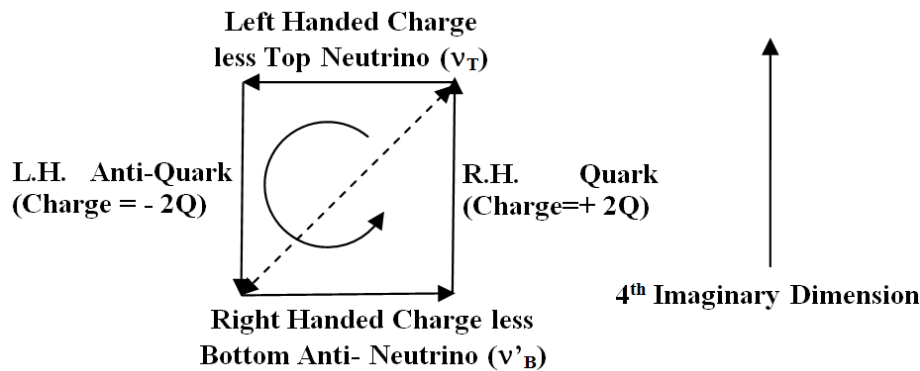 Left Handed Charge
less Top Neutrino (νT)
L.H. Anti-Quark
(Charge = - 2Q)
R.H. Quark
(Charge=+ 2Q)
4th Imaginary Dimension
Right Handed Charge less
Bottom Anti- Neutrino (ν'B)